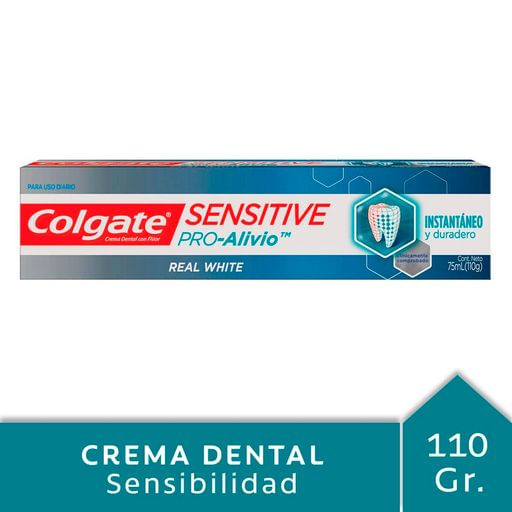 PARA USO DIARIO
Colgate®
Crema Dental con Flúor
SENSITIVE
PRO-Alivio™
REAL WHITE
INSTANTÁNEO
y duradero
Clínicamente
comprobado
Cont. Neto
75mL(110g)
CREMA DENTAL
Sensibilidad
110
Gr.